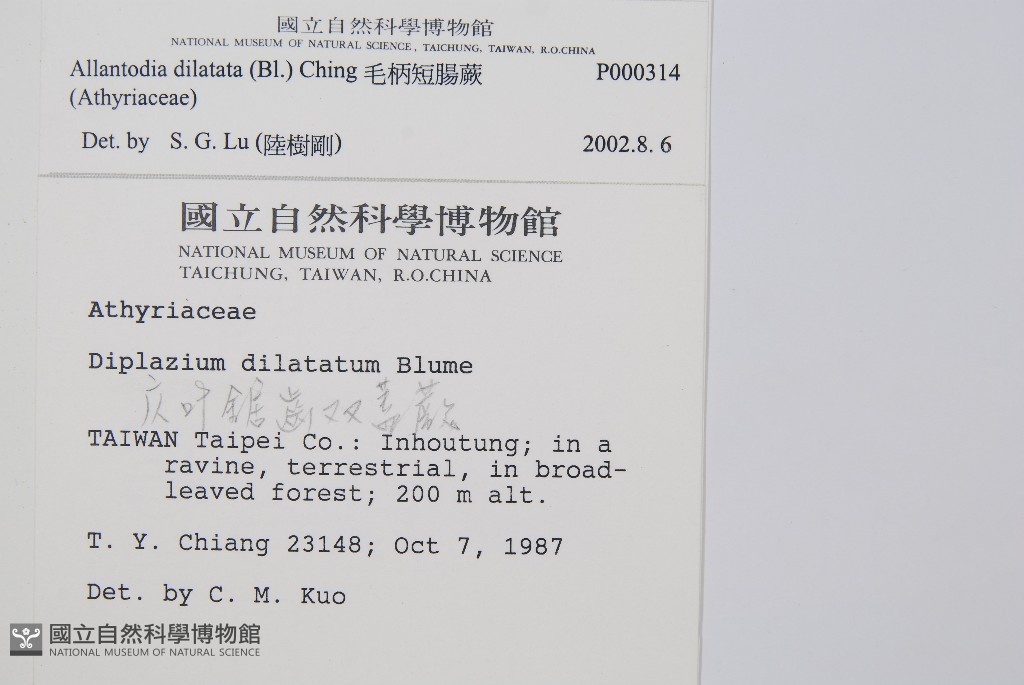 國立自然科學博物館
NATIONAL MUSEUM OF NATURAL SCIENCE, TAICHUNG, TAIWAN, R.O.CHINA
Allantodia dilatata (Bl.) Ching 毛柄短腸蕨 P000314
(Athyriaceae)
Det. by S. G. Lu (陸樹剛) 2002.8. 6
國立自然科學博物館
NATIONAL MUSEUM OF NATURAL SCIENCE
TAICHUNG, TAIWAN, R.O.CHINA
Athyriaceae
Diplazium dilatatum Blume
叶鋸齒双蓋蕨
TAIWAN Taipei Co.: Inhoutung; in a
ravine, terrestrial, in broad-
leaved forest; 200 m alt.
T. Y. Chiang 23148; Oct 7, 1987
Det. by C. M. Kuo
國立自然科學博物館
NATIONAL MUSEUM OF NATURAL SCIENCE